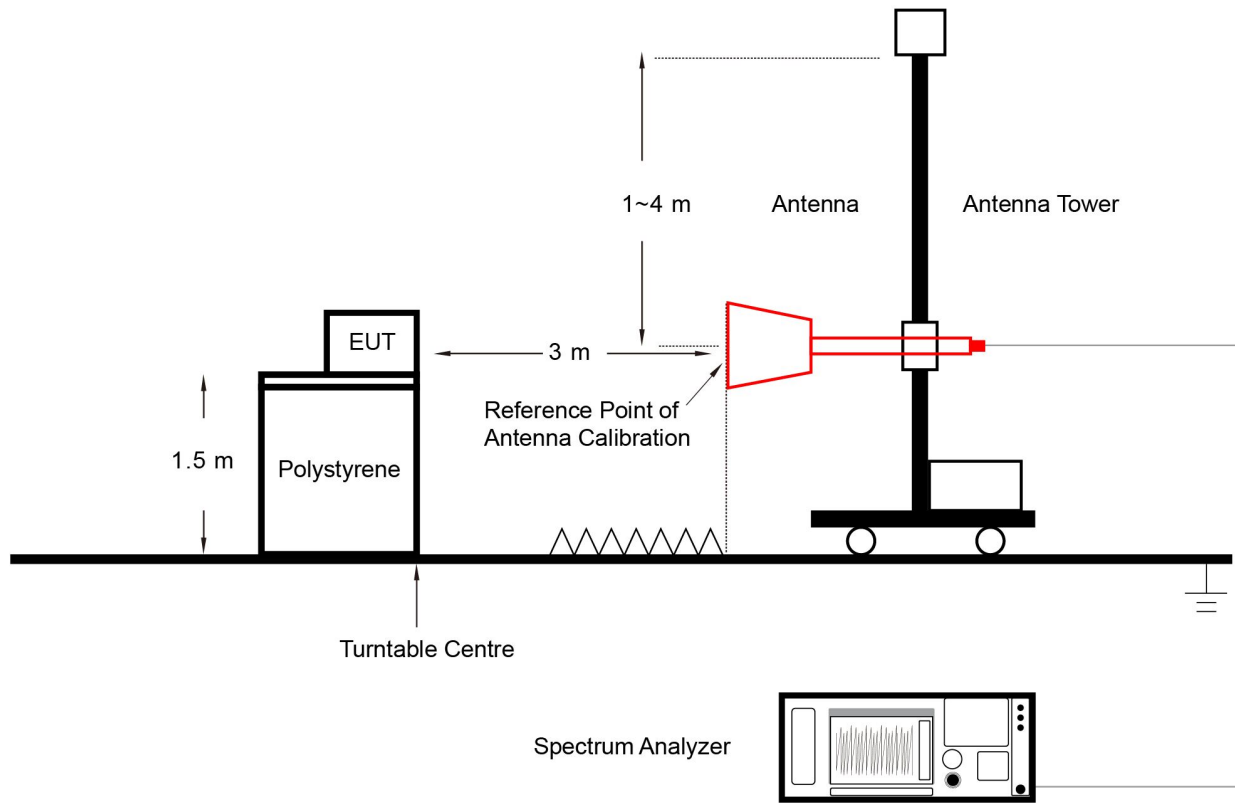 1~4 m
Antenna
Antenna Tower
EUT
3 m
Reference Point of
Antenna Calibration
1.5 m
Polystyrene
Turntable Centre
Spectrum Analyzer